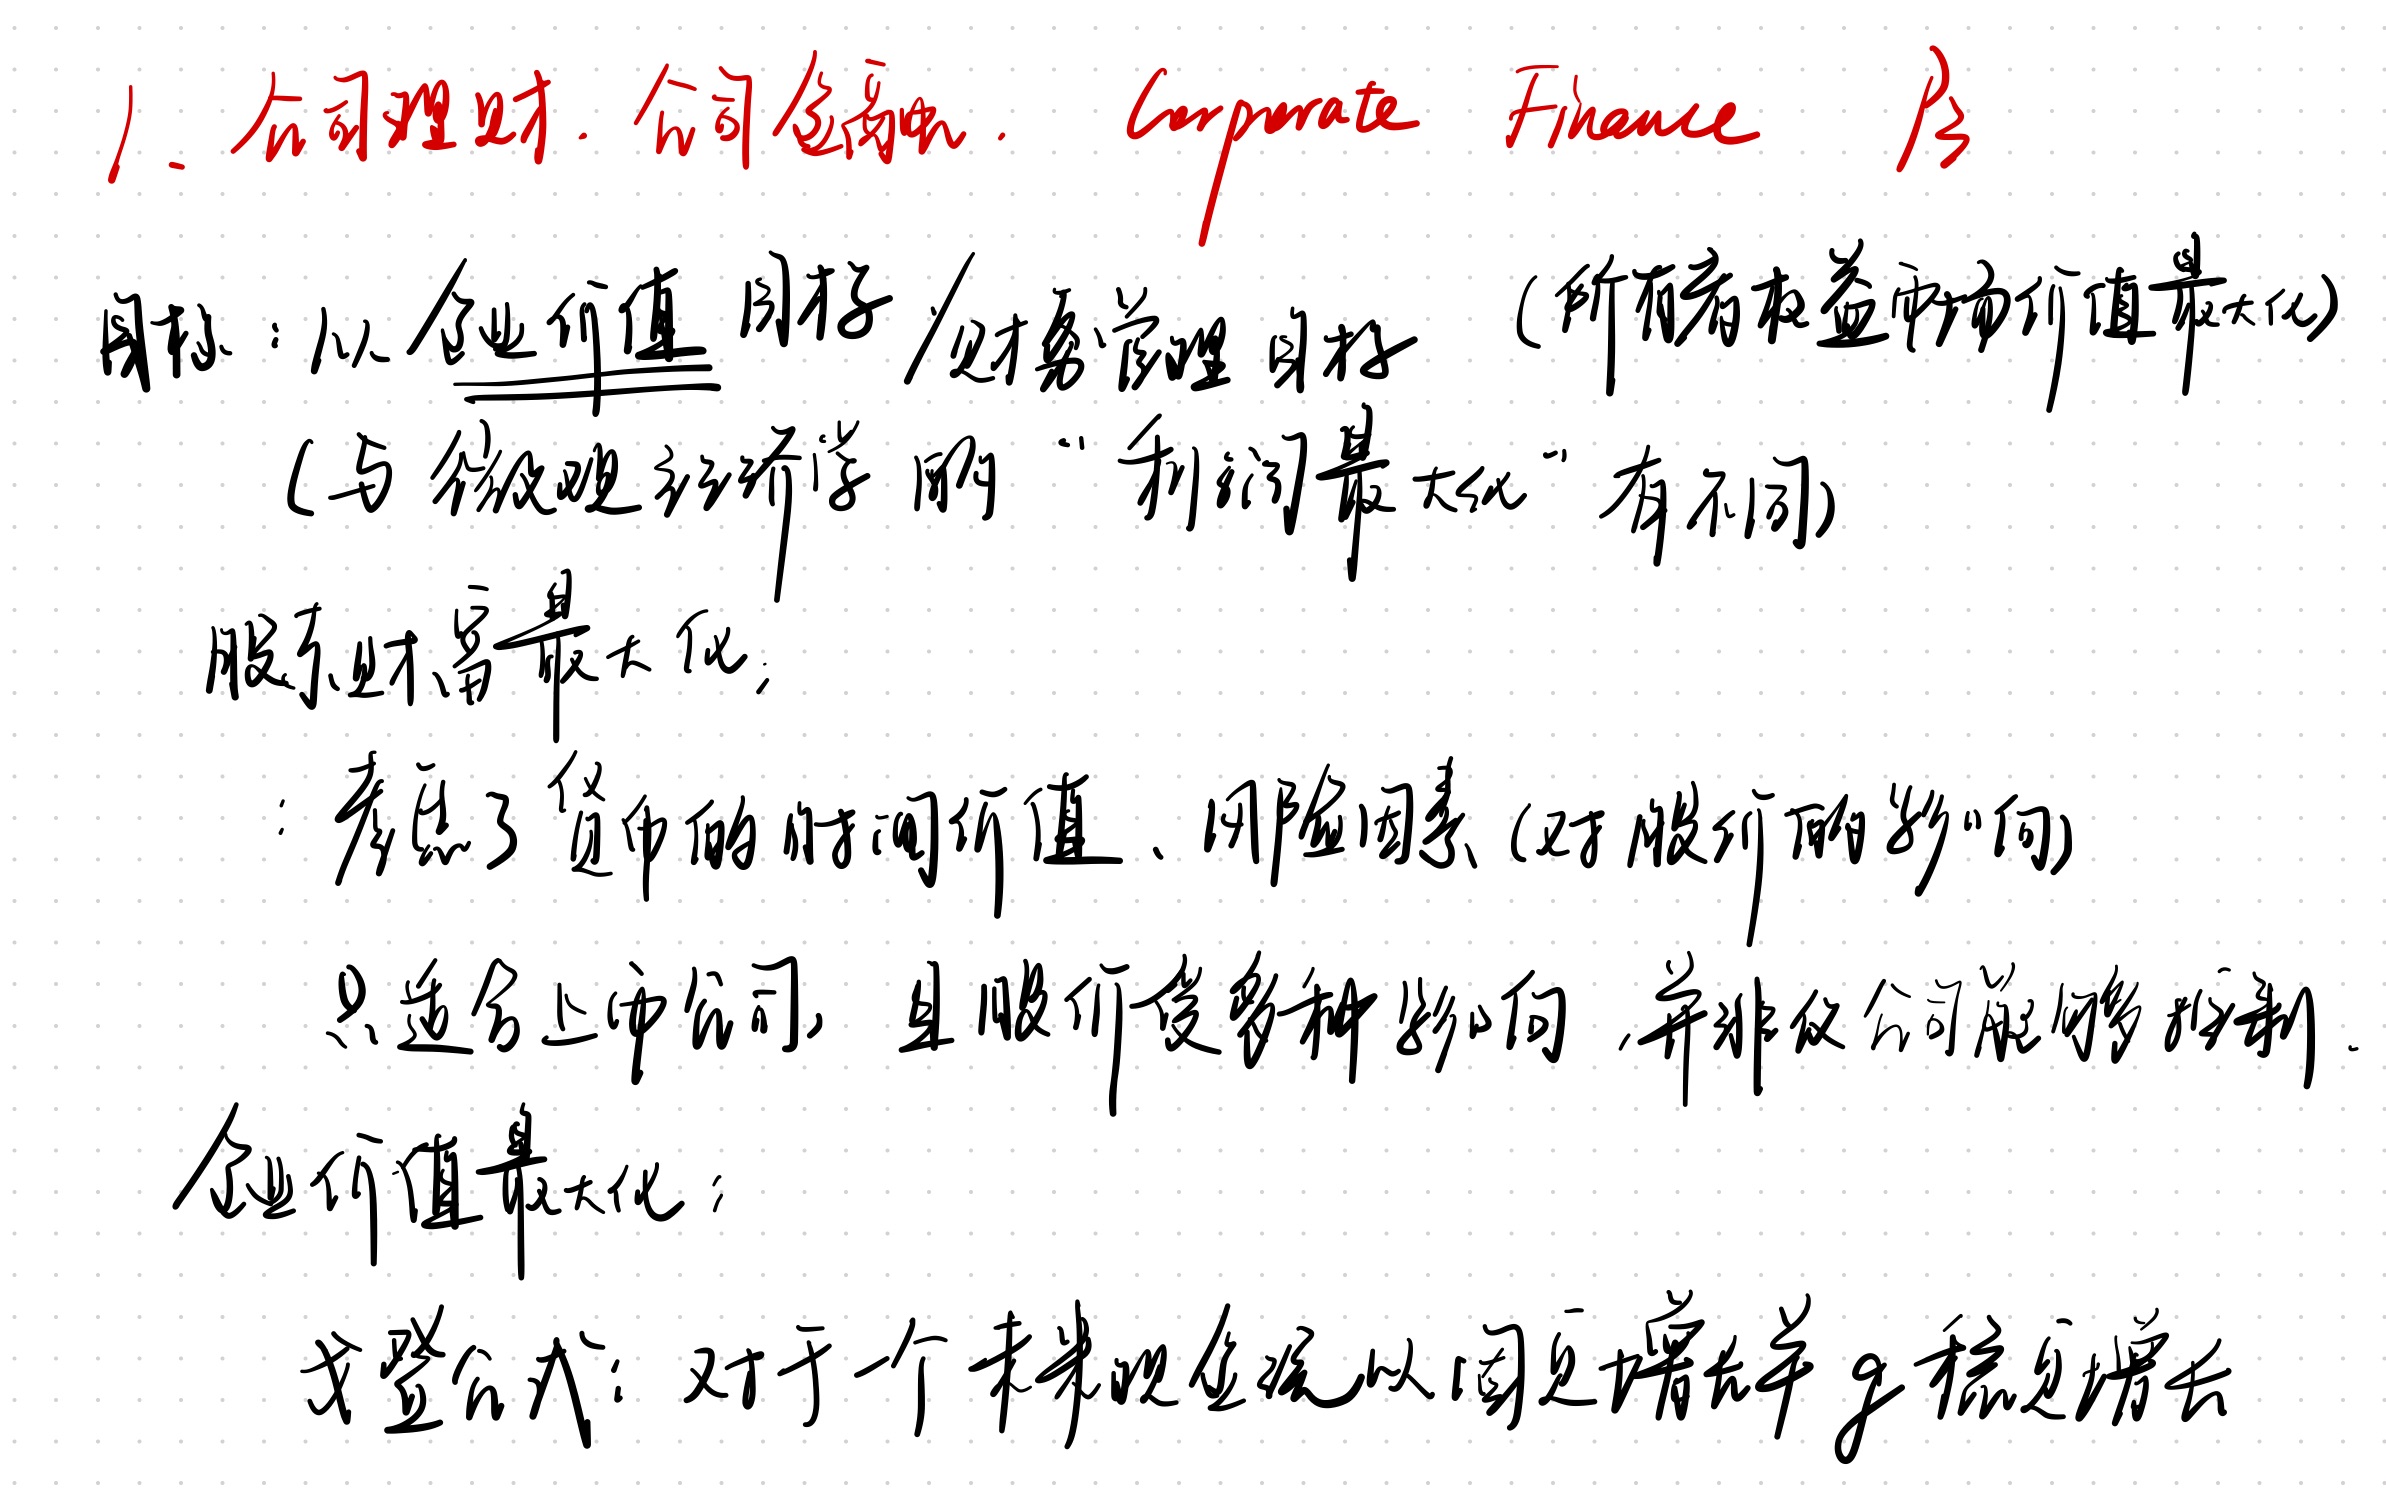 1. 公司理财. 公司金融. Corporate Finance
目标：以企业价值 目标 / 财务管理目标 (所有者权益市场价值最大化)
(与微观经济学的“利润最大化”有不同)
股东财富最大化：
：考虑了货币的时间价值、风险因素 (对股价的影响)
只适合上市公司, 且股价受多种影响, 并非仅公司能够控制.
企业价值最大化：
戈登公式：对于一个未来现金流以固定增长率g稳定增长